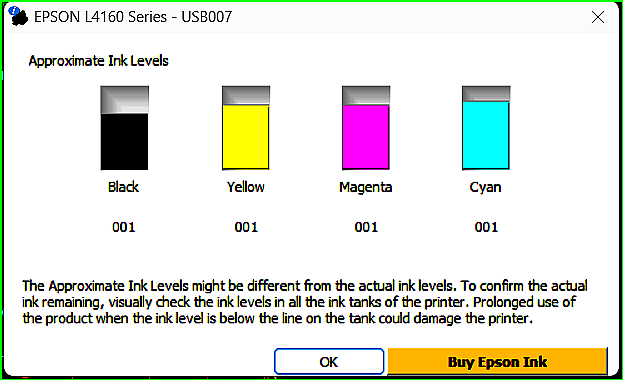 EPSON L4160 Series - USB007
Approximate Ink Levels
Black Yellow Magenta Cyan
001 001 001 001
The Approximate Ink Levels might be different from the actual ink levels. To confirm the actual
ink remaining, visually check the ink levels in all the ink tanks of the printer. Prolonged use of
the product when the ink level is below the line on the tank could damage the printer.
OK Buy Epson Ink